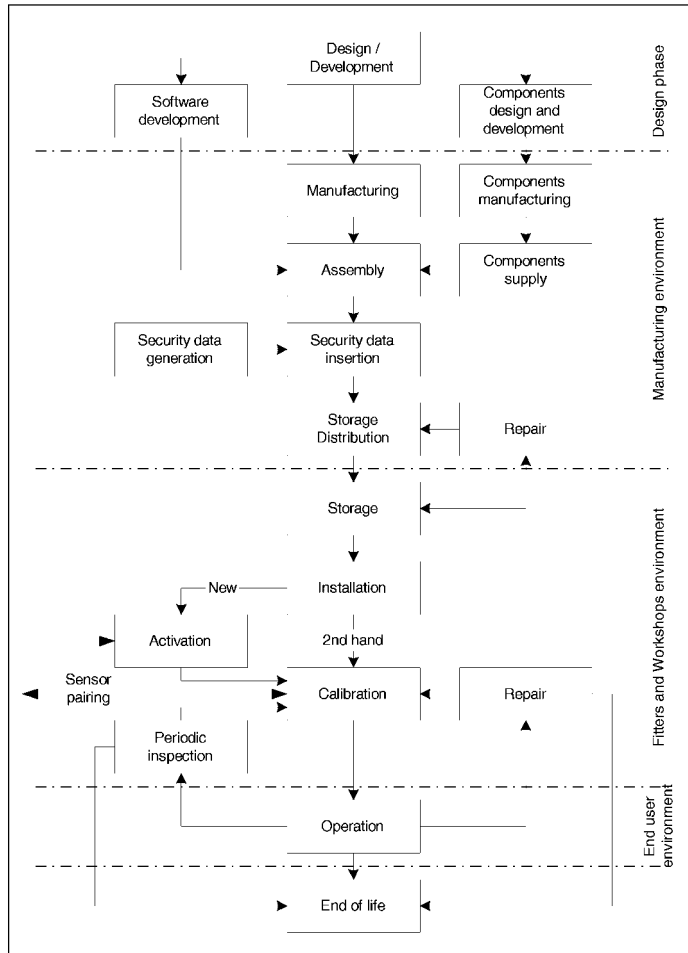 Design /
Development
Software
development
Components
design and
development
Design phase
Manufacturing
Components
manufacturing
Assembly
Components
supply
Security data
generation
Security data
insertion
Storage
Distribution
Repair
Manufacturing environment
Storage
New
Installation
Activation
2nd hand
Sensor
pairing
Calibration
Repair
Periodic
inspection
Fitters and Workshops environment
Operation
End user
environment
End of life